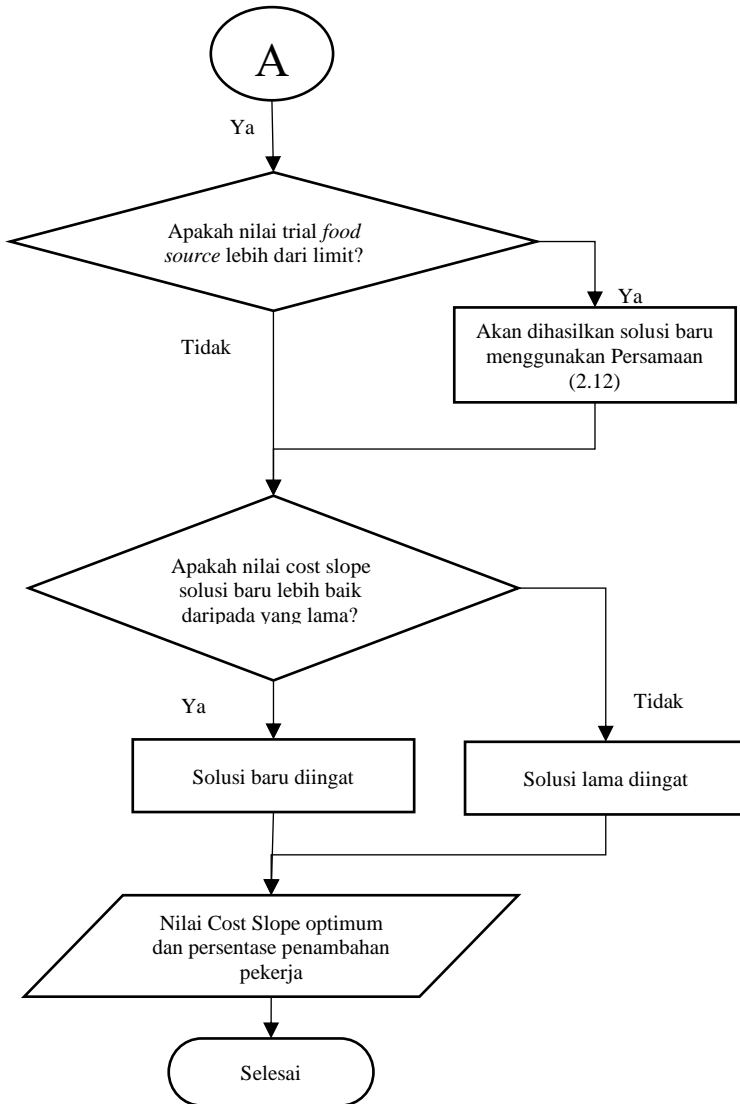 A
Ya
Apakah nilai trial food
source lebih dari limit?
Ya
Akan dihasilkan solusi baru
menggunakan Persamaan
(2.12)
Tidak
Apakah nilai cost slope
solusi baru lebih baik
daripada yang lama?
Ya
Tidak
Solusi baru diingat
Solusi lama diingat
Nilai Cost Slope optimum
dan persentase penambahan
pekerja
Selesai